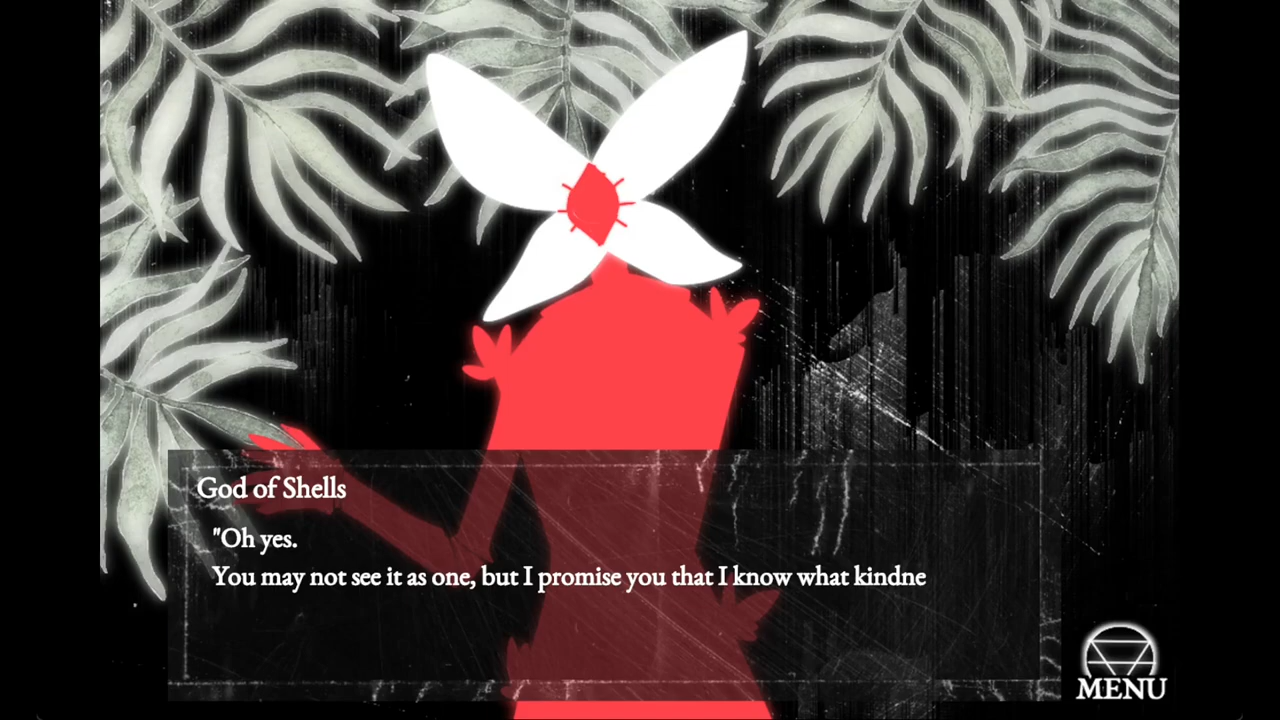 God of Shells
"Oh yes.
You may not see it as one, but I promise you that I know what kindne
MENU